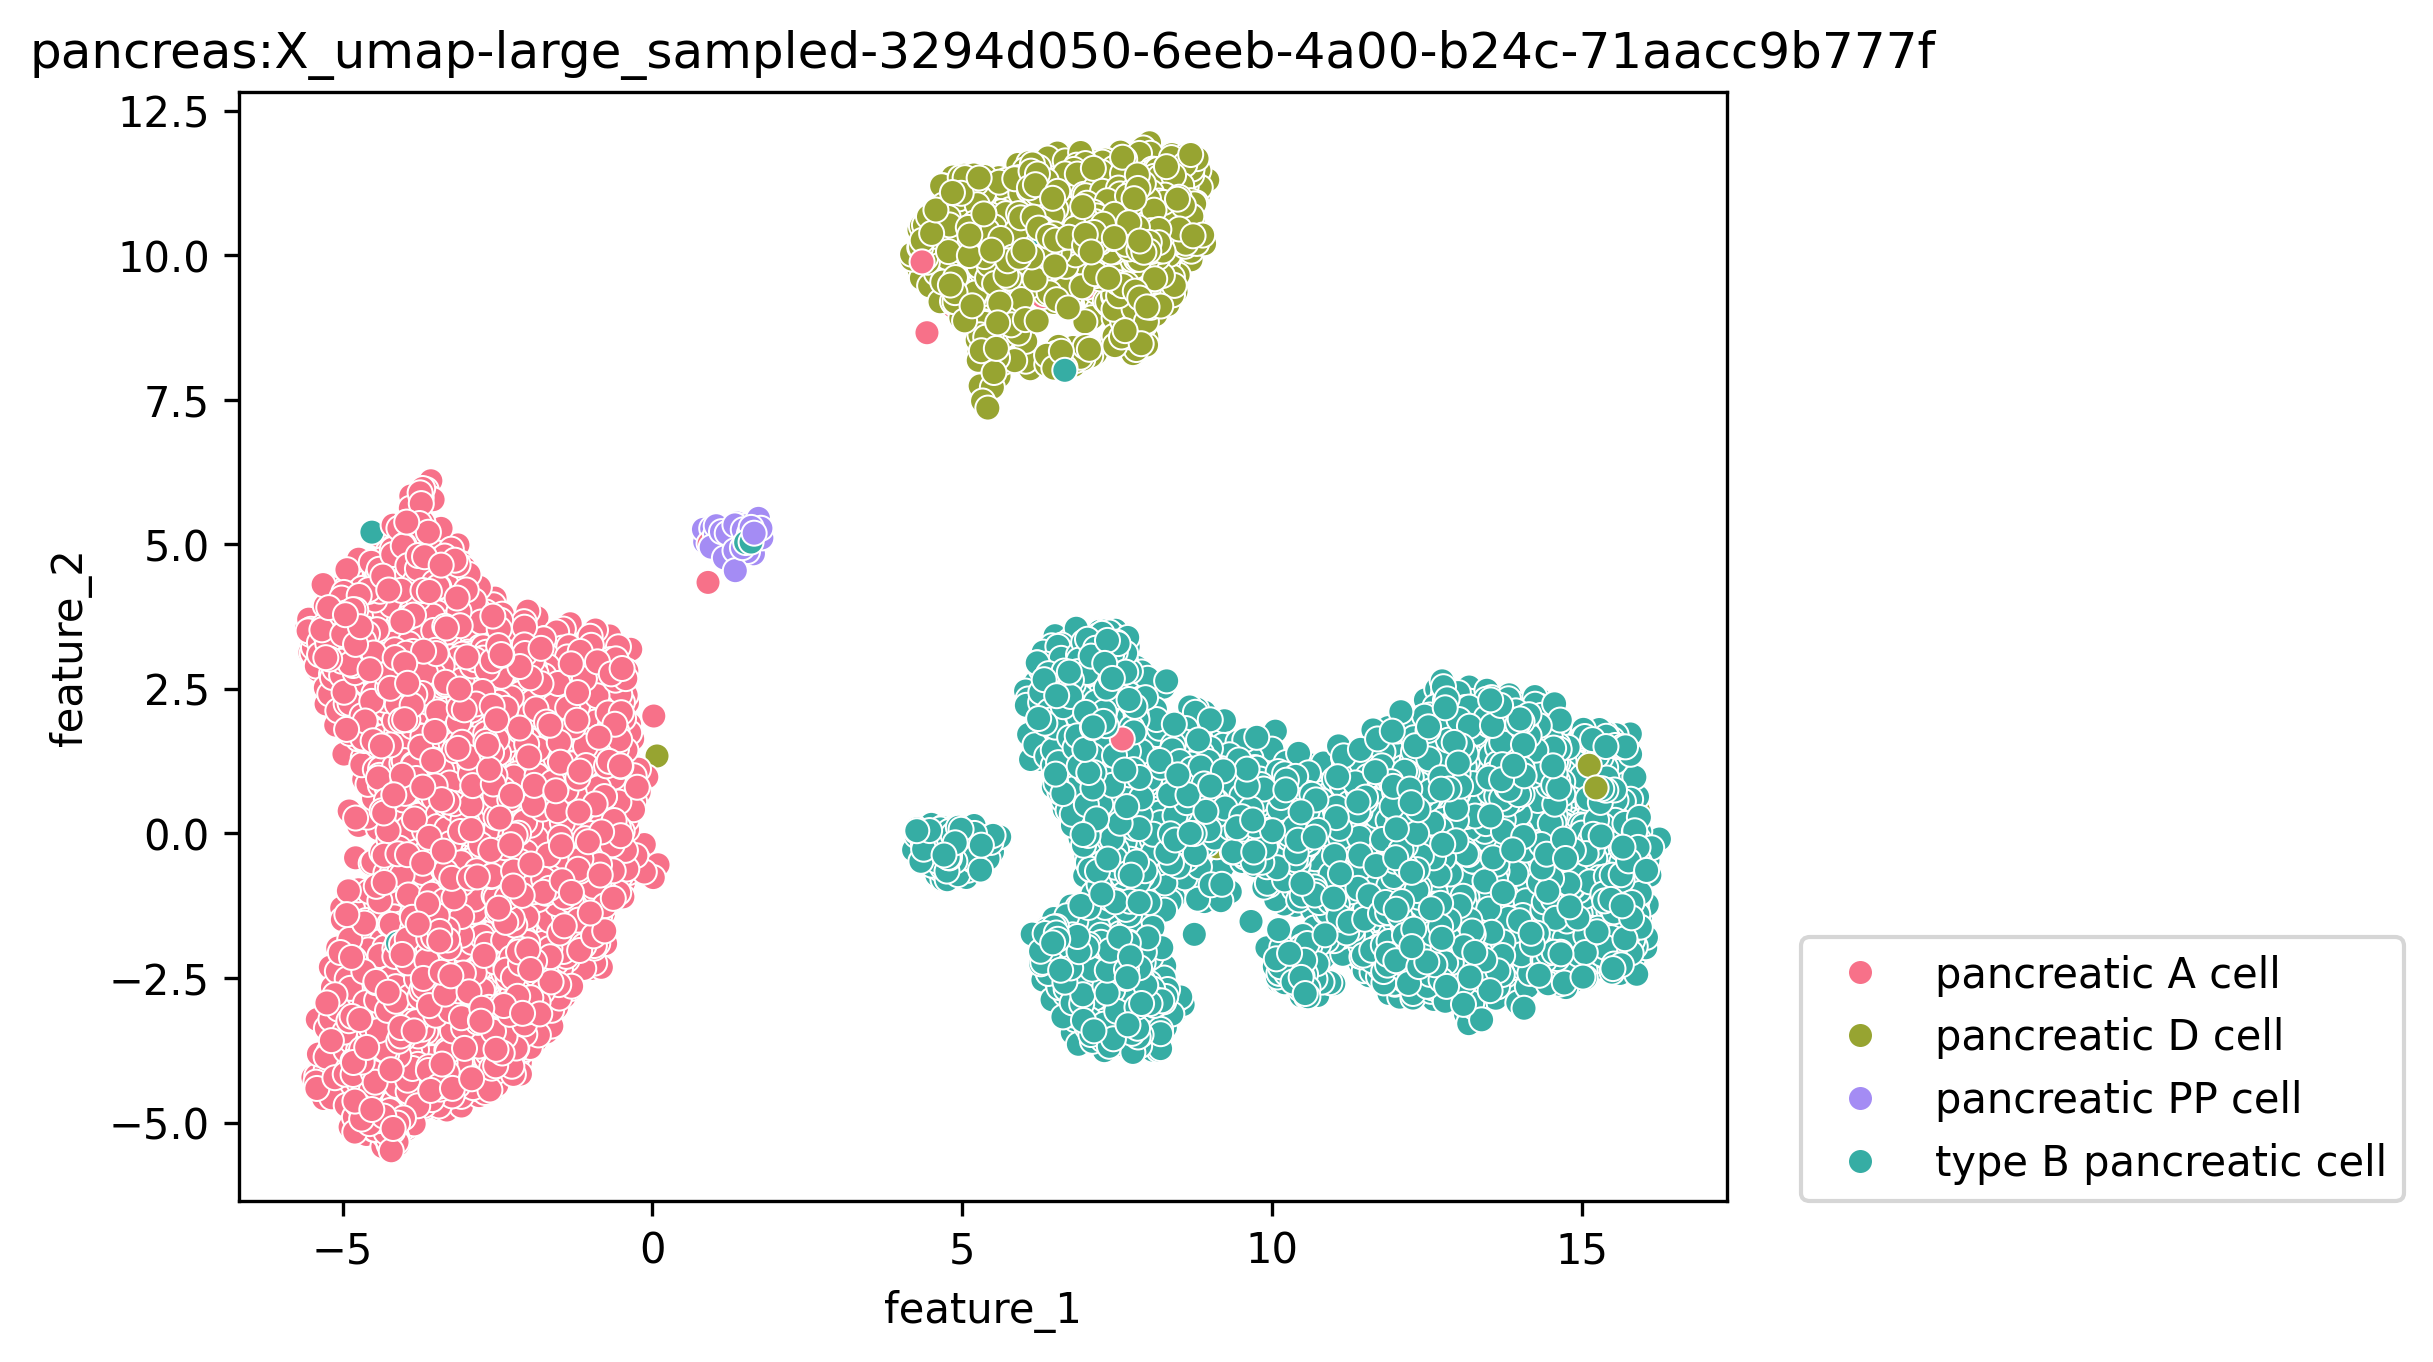 pancreas:X_umap-large_sampled-3294d050-6eeb-4a00-b24c-71aacc9b777f
12.5
10.0
7.5
5.0
2.5
0.0
−2.5
−5.0
feature_2
−5
0
5
10
15
feature_1
pancreatic A cell
pancreatic D cell
pancreatic PP cell
type B pancreatic cell